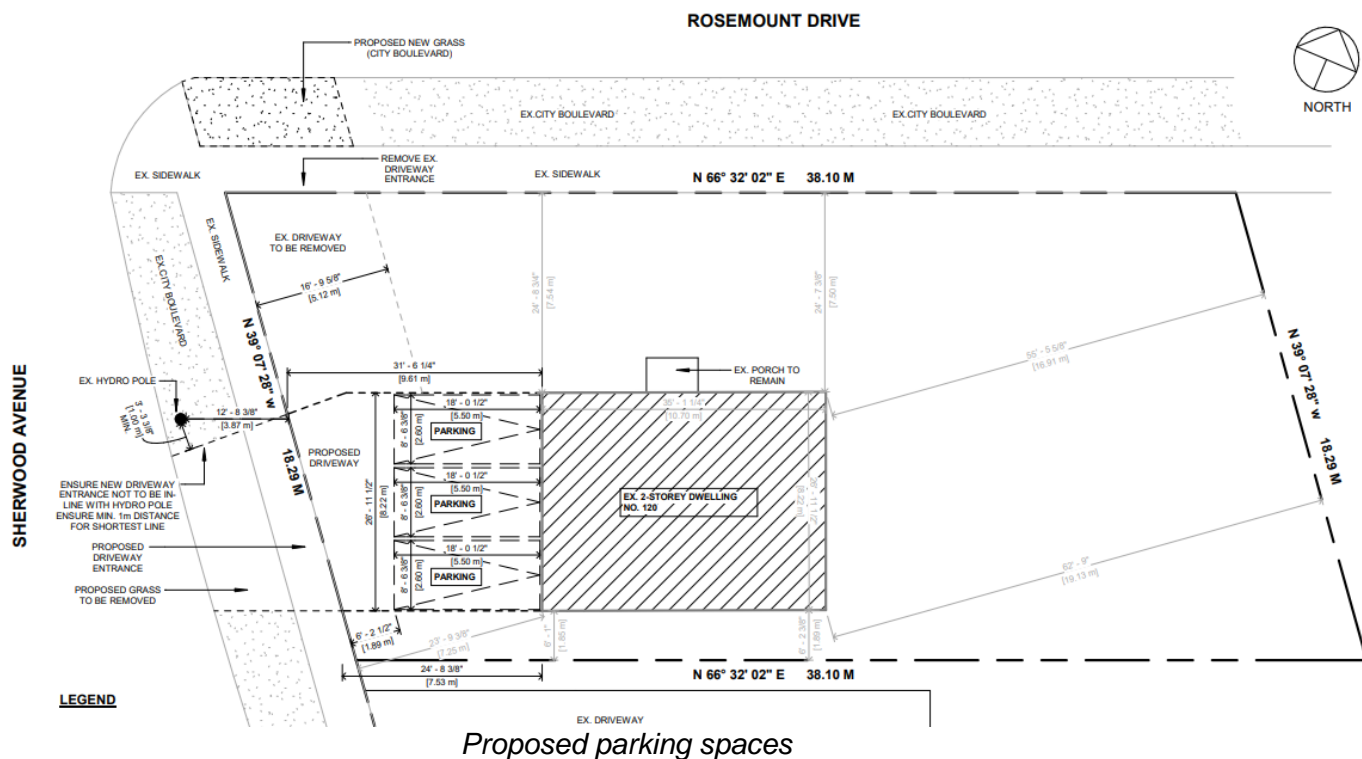 ROSEMOUNT DRIVE
PROPOSED NEW GRASS
(CITY BOULEVARD)
NORTH
EX.CITY BOULEVARD
EX.CITY BOULEVARD
REMOVE EX.
DRIVEWAY
ENTRANCE
EX. SIDEWALK
EX. SIDEWALK
N 66° 32' 02" E 38.10 M
EX. SIDEWALK
EX. DRIVEWAY
TO BE REMOVED
EX.CITY BOULEVARD
16' - 9 5/8"
[5.12 m]
24' - 8 3/4"
[7.54 m]
24' - 7 3/8"
[7.50 m]
N 39° 07' 28" W
18.29 M
N 39° 07' 28" W
18.29 M
55' - 5 5/8"
[16.91 m]
31' - 6 1/4"
[9.61 m]
EX. PORCH TO
REMAIN
SHERWOOD AVENUE
EX. HYDRO POLE
3' - 3 3/8"
[1.00 m]
MIN.
12' - 8 3/8"
[3.87 m]
18' - 0 1/2"
[5.50 m]
8' - 6 3/8"
[2.60 m]
PARKING
35' - 1 1/4"
[10.70 m]
PROPOSED
DRIVEWAY
26' - 11 1/2"
[8.22 m]
18' - 0 1/2"
[5.50 m]
8' - 6 3/8"
[2.60 m]
PARKING
EX. 2-STOREY DWELLING
NO. 120
26' - 11 1/2"
[8.22 m]
ENSURE NEW DRIVEWAY
ENTRANCE NOT TO BE IN-
LINE WITH HYDRO POLE
ENSURE MIN. 1m DISTANCE
FOR SHORTEST LINE
18' - 0 1/2"
[5.50 m]
8' - 6 3/8"
[2.60 m]
PARKING
PROPOSED
DRIVEWAY
ENTRANCE
PROPOSED GRASS
TO BE REMOVED
62' - 9"
[19.13 m]
6' - 2 1/2"
[1.89 m]
23' - 9 3/8"
[7.25 m]
6' - 1"
[1.85 m]
6' - 2 3/8"
[1.89 m]
24' - 8 3/8"
[7.53 m]
N 66° 32' 02" E 38.10 M
LEGEND
EX. DRIVEWAY
Proposed parking spaces